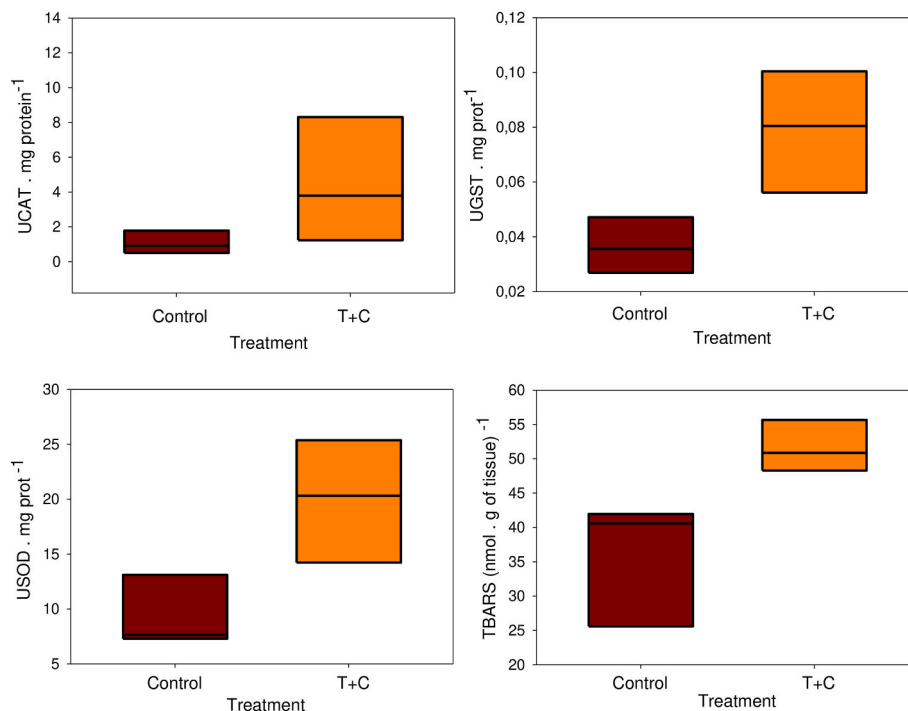 14
12
10
8
6
4
2
0
UCAT . mg protein-1
Control
T+C
Treatment
0,12
0,10
0,08
0,06
0,04
0,02
UGST . mg prot-1
Control
T+C
Treatment
30
25
20
15
10
5
USOD . mg prot -1
Control
T+C
Treatment
60
55
50
45
40
35
30
25
20
TBARS (nmol . g of tissue) -1
Control
T+C
Treatment